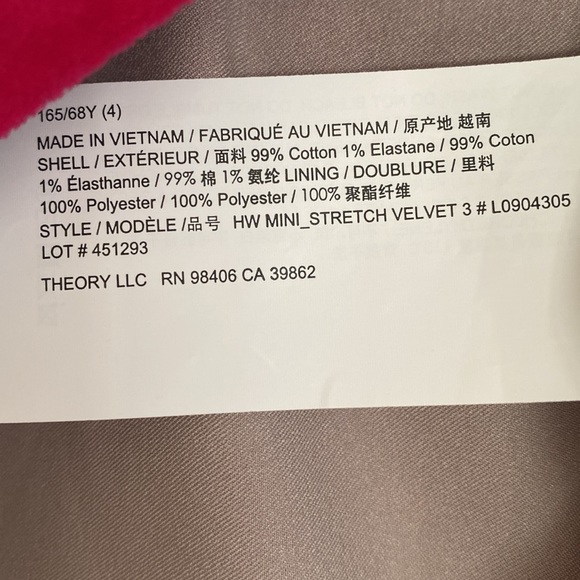 165/68Y (4)
MADE IN VIETNAM / FABRIQUÉ AU VIETNAM / 原产地 越南
SHELL / EXTÉRIEUR / 面料 99% Cotton 1% Elastane / 99% Coton
1% Élasthanne / 99% 棉 1% 氨纶 LINING / DOUBLURE / 里料
100% Polyester / 100% Polyester / 100% 聚酯纤维
STYLE / MODÈLE /品号 HW MINI_STRETCH VELVET 3 # L0904305
LOT # 451293
THEORY LLC RN 98406 CA 39862